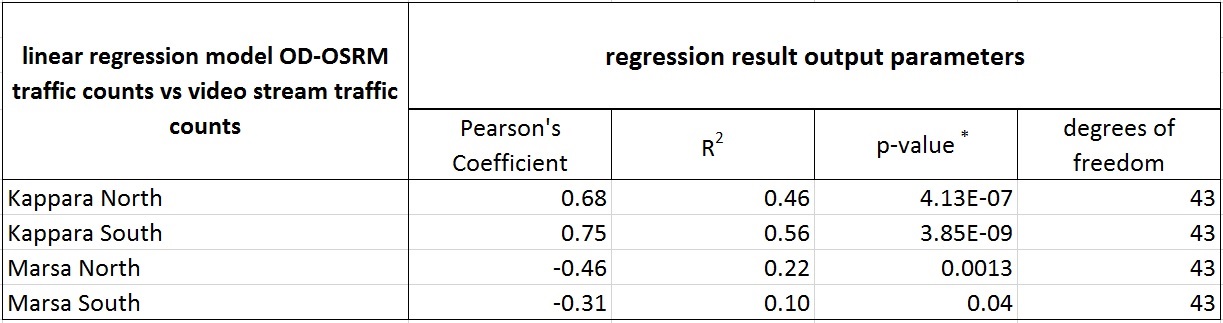 linear regression model OD-OSRM
traffic counts vs video stream traffic
counts
regression result output parameters
Pearson's
Coefficient
R²
p-value *
degrees of
freedom
Kappara North 0.68 0.46 4.13E-07 43
Kappara South 0.75 0.56 3.85E-09 43
Marsa North -0.46 0.22 0.0013 43
Marsa South -0.31 0.10 0.04 43